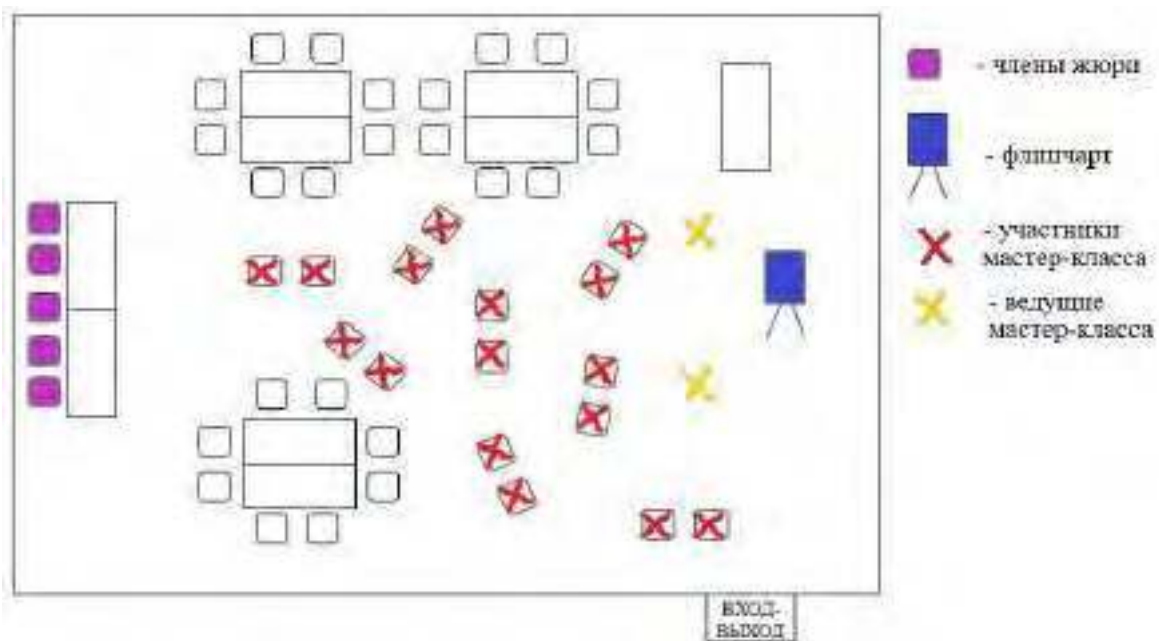 - члены жюри
- флипчарт
- участники
мастер-класса
- ведущие
мастер-класса
ВХОД-
ВЫХОД